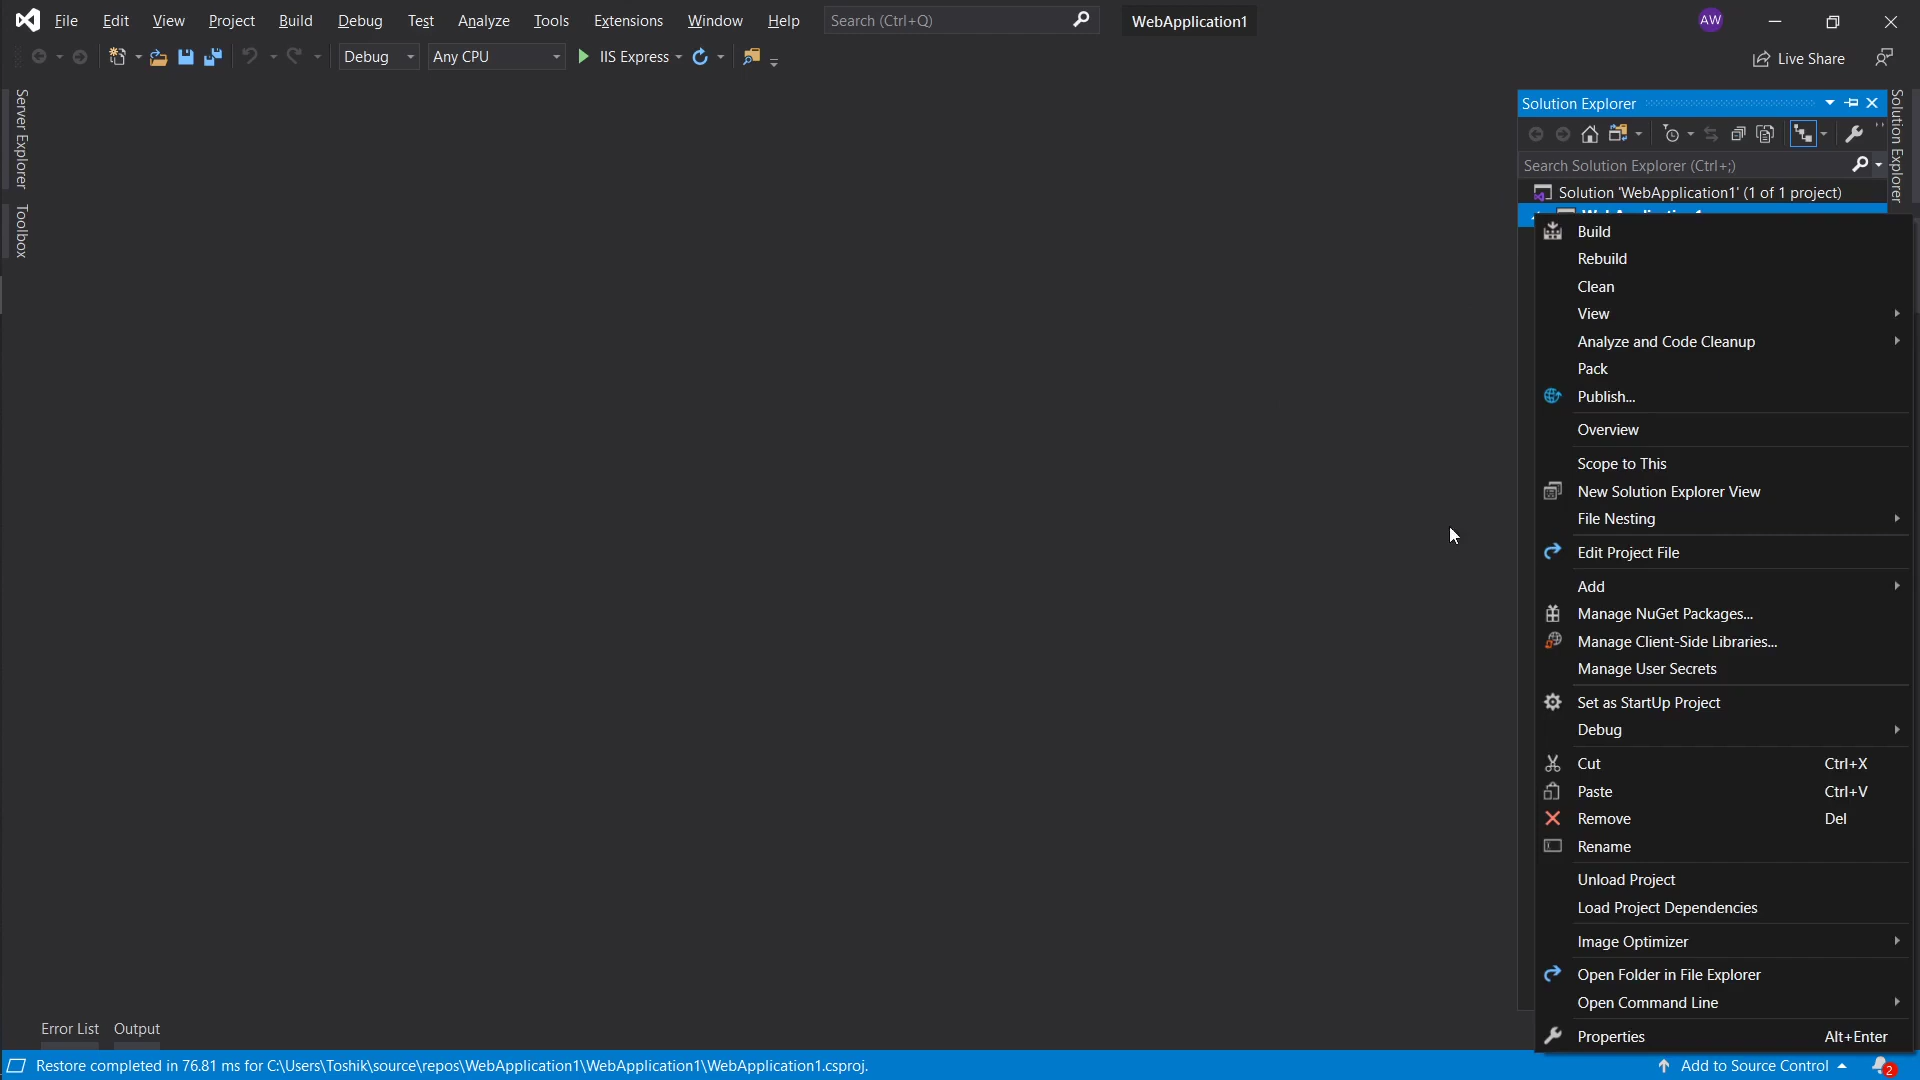 File Edit View Project Build Debug Test Analyze Tools Extensions Window Help Search (Ctrl+Q) WebApplication1 AW
Debug Any CPU IIS Express Live Share
Server Explorer
Toolbox
Solution Explorer
Search Solution Explorer (Ctrl+;)
Solution 'WebApplication1' (1 of 1 project)
WebApplication1
Solution Explorer
Build
Rebuild
Clean
View
Analyze and Code Cleanup
Pack
Publish...
Overview
Scope to This
New Solution Explorer View
File Nesting
Edit Project File
Add
Manage NuGet Packages...
Manage Client-Side Libraries...
Manage User Secrets
Set as StartUp Project
Debug
Cut Ctrl+X
Paste Ctrl+V
Remove Del
Rename
Unload Project
Load Project Dependencies
Image Optimizer
Open Folder in File Explorer
Open Command Line
Properties Alt+Enter
Error List Output
Restore completed in 76.81 ms for C:\Users\Toshik\source\repos\WebApplication1\WebApplication1\WebApplication1.csproj. Add to Source Control 2